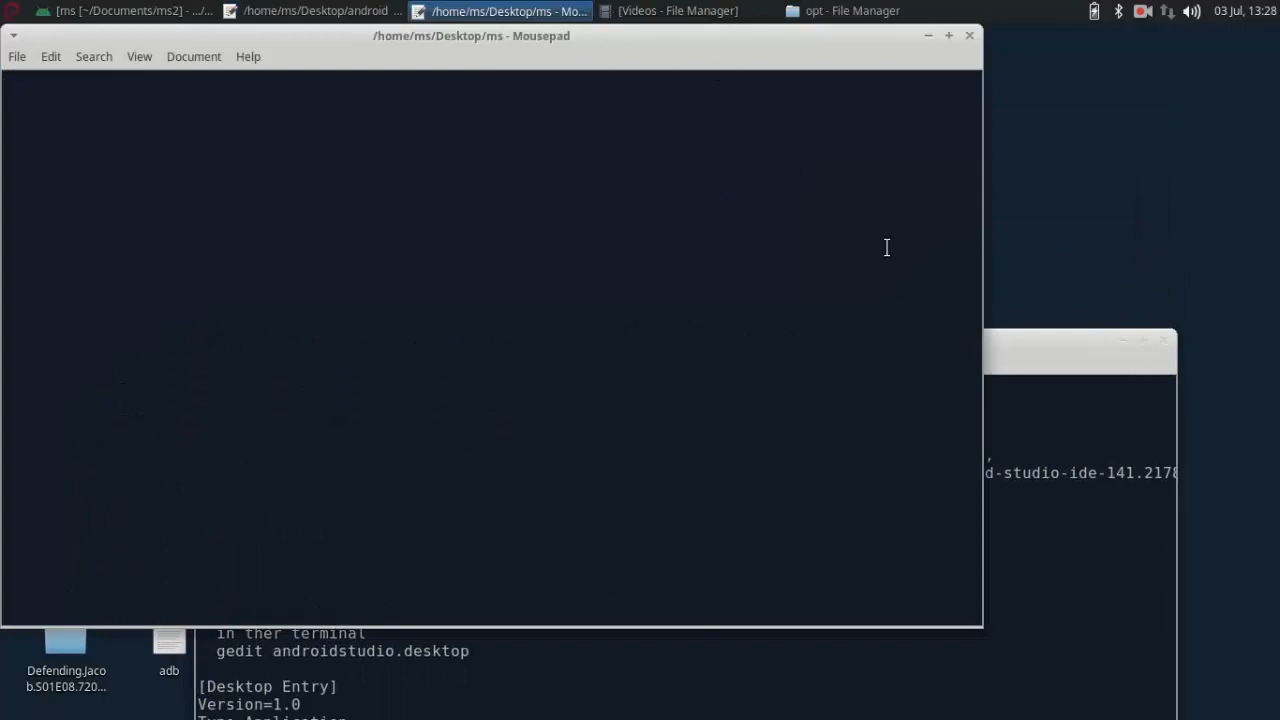 [ms [~/Documents/ms2] - .../...
/home/ms/Desktop/android ...
/home/ms/Desktop/ms - Mo...
[Videos - File Manager]
opt - File Manager
03 Jul, 13:28
/home/ms/Desktop/ms - Mousepad
File Edit Search View Document Help
,
d-studio-ide-141.2178
in ther terminal
gedit androidstudio.desktop
[Desktop Entry]
Version=1.0
Type Application
Defending.Jaco
b.S01E08.720...
adb